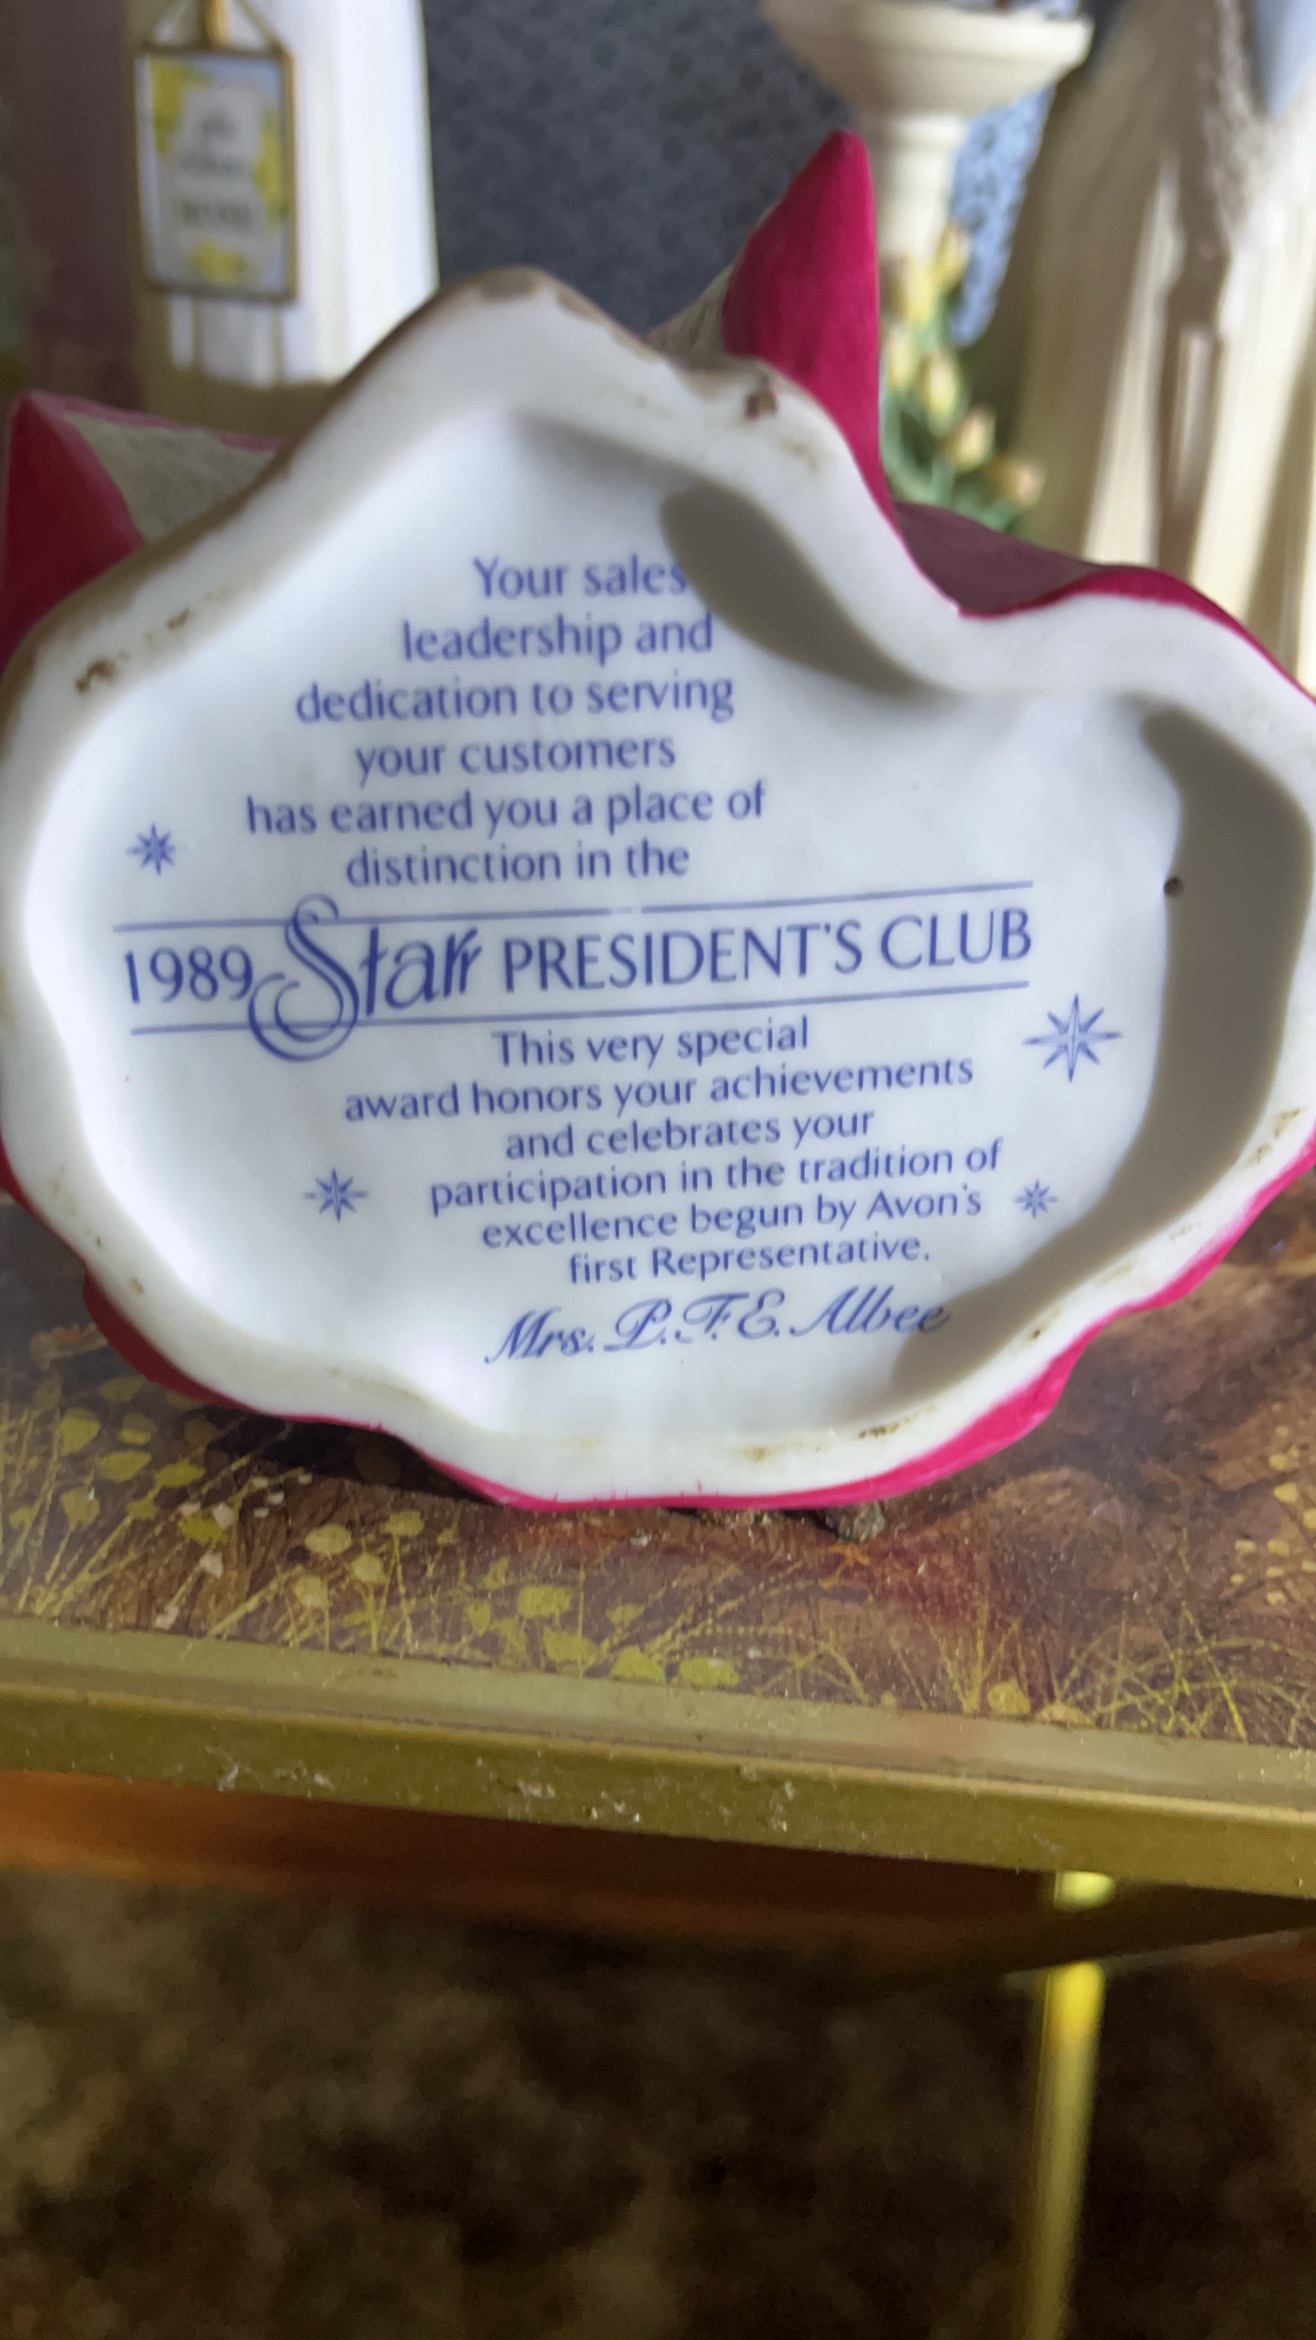 Your sales
leadership and
dedication to serving
your customers
has earned you a place of
distinction in the
1989 Starr PRESIDENT'S CLUB
This very special
award honors your achievements
and celebrates your
participation in the tradition of
excellence begun by Avon's
first Representative.
Mrs. P.F.E. Albee